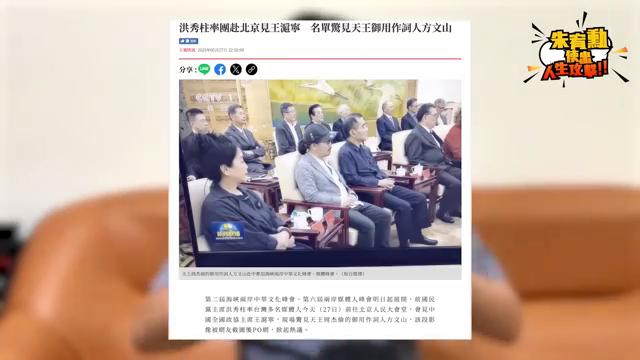 洪秀柱率團赴北京見王滬寧 名單驚見天王御用作詞人方文山
分享:
朱宥勳
使出
人生攻擊!!
第二屆海峽兩岸中華文化峰會、第六屆兩岸媒體人峰會明日起展開，前國民
黨主席洪秀柱率台灣多名媒體人今天（27日）前往北京人民大會堂，會見中
國全國政協主席王滬寧，現場驚見天王周杰倫的御用作詞人方文山，該段影
像被網友截圖後PO網，掀起熱議。